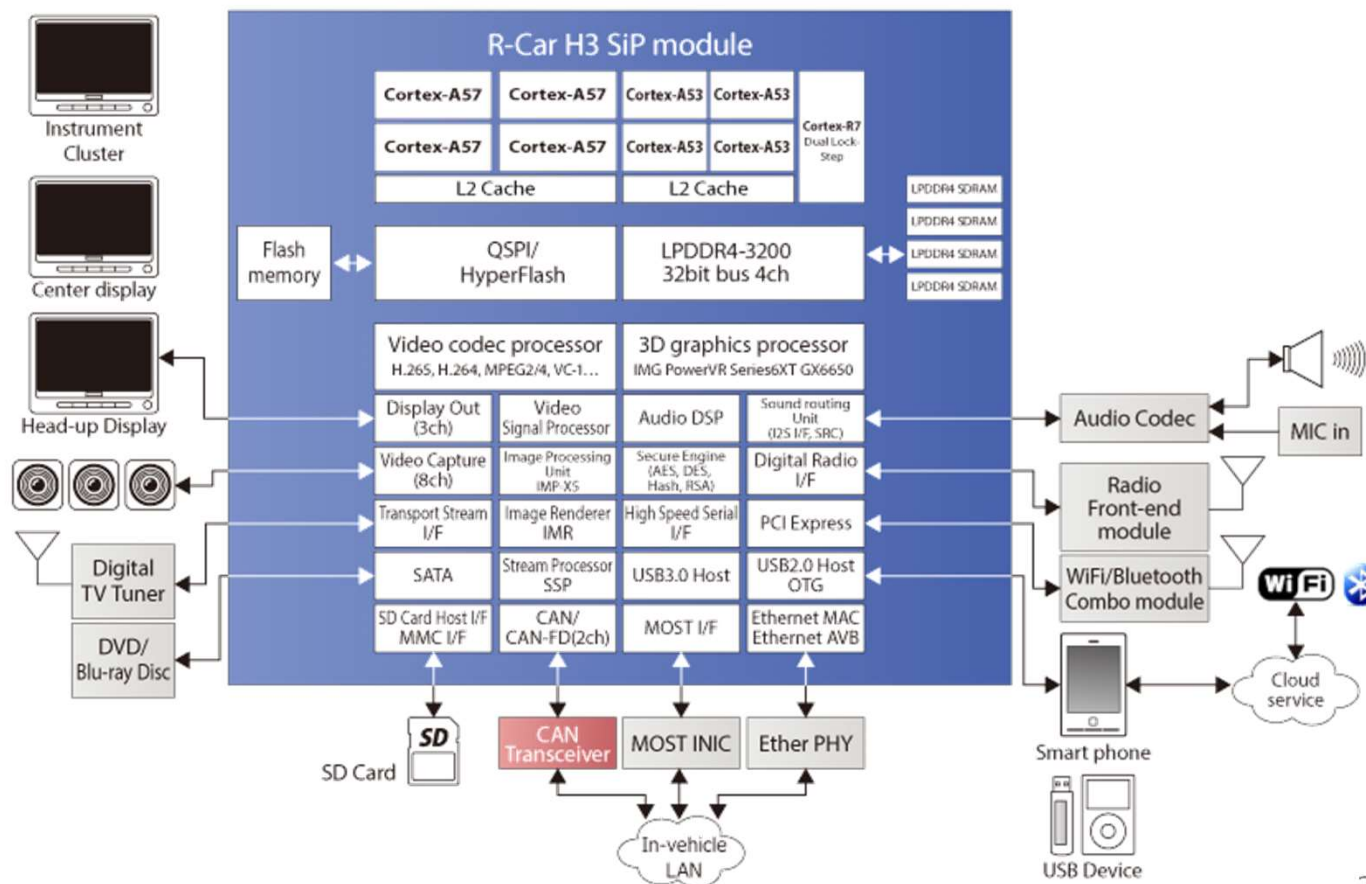 R-Car H3 SiP module
Cortex-A57
Cortex-A57
Cortex-A53
Cortex-A53
Cortex-A57
Cortex-A57
Cortex-A53
Cortex-A53
Cortex-R7
Dual Lock-
Step
L2 Cache
L2 Cache
LPDDR4 SDRAM
LPDDR4 SDRAM
LPDDR4 SDRAM
LPDDR4 SDRAM
Flash
memory
QSPI/
HyperFlash
LPDDR4-3200
32bit bus 4ch
Video codec processor
H.265, H.264, MPEG2/4, VC-1...
3D graphics processor
IMG PowerVR Series6XT GX6650
Display Out
(3ch)
Video
Signal Processor
Audio DSP
Sound routing
Unit
(I2S I/F, SRC)
Video Capture
(8ch)
Image Processing
Unit
IMP-X5
Secure Engine
(AES, DES,
Hash, RSA)
Digital Radio
I/F
Transport Stream
I/F
Image Renderer
IMR
High Speed Serial
I/F
PCI Express
SATA
Stream Processor
SSP
USB3.0 Host
USB2.0 Host
OTG
SD Card Host I/F
MMC I/F
CAN/
CAN-FD(2ch)
MOST I/F
Ethernet MAC
Ethernet AVB
Instrument
Cluster
Center display
Head-up Display
Digital
TV Tuner
DVD/
Blu-ray Disc
SD
SD Card
CAN
Transceiver
MOST INIC
Ether PHY
In-vehicle
LAN
Audio Codec
MIC in
Radio
Front-end
module
WiFi/Bluetooth
Combo module
Wi Fi
Cloud
service
Smart phone
USB Device